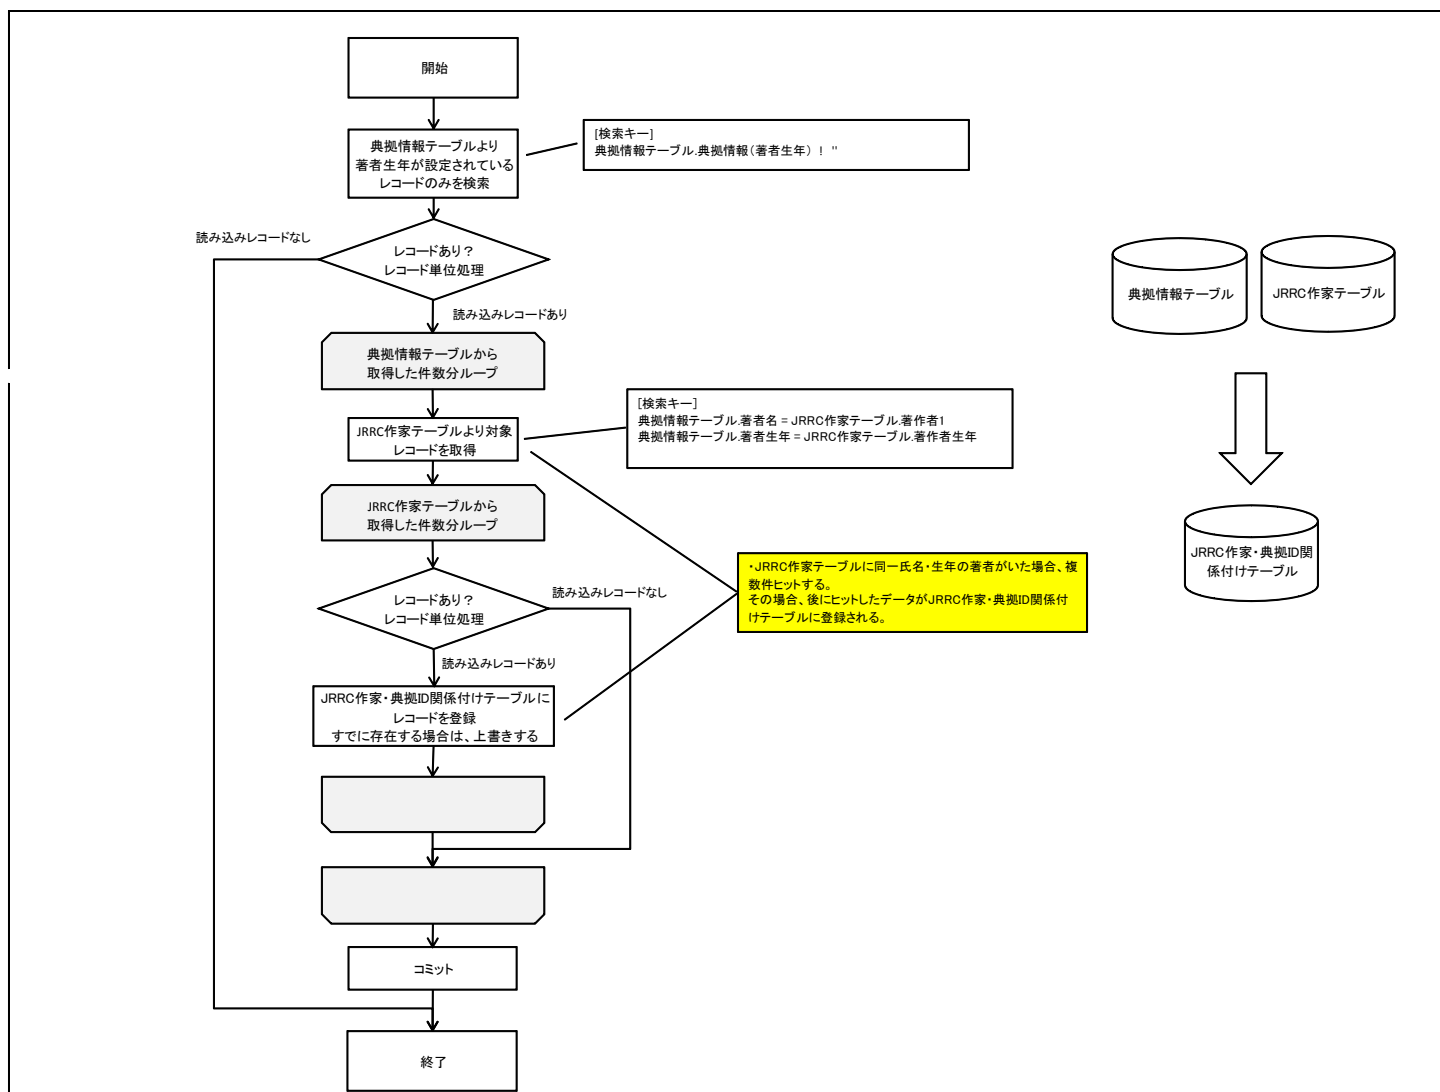 開始
典拠情報テーブルより
著者生年が設定されている
レコードのみを検索
[検索キー]
典拠情報テーブル.典拠情報(著者生年) ! ''
読み込みレコードなし
レコードあり?
レコード単位処理
読み込みレコードあり
典拠情報テーブルから
取得した件数分ループ
JRRC作家テーブルより対象
レコードを取得
[検索キー]
典拠情報テーブル.著者名 = JRRC作家テーブル.著作者1
典拠情報テーブル.著者生年 = JRRC作家テーブル.著作者生年
JRRC作家テーブルから
取得した件数分ループ
レコードあり?
レコード単位処理
読み込みレコードなし
読み込みレコードあり
・JRRC作家テーブルに同一氏名・生年の著者がいた場合、複
数件ヒットする。
その場合、後にヒットしたデータがJRRC作家・典拠ID関係付
けテーブルに登録される。
JRRC作家・典拠ID関係付けテーブルに
レコードを登録
すでに存在する場合は、上書きする
コミット
終了
典拠情報テーブル
JRRC作家テーブル
JRRC作家・典拠ID関
係付けテーブル